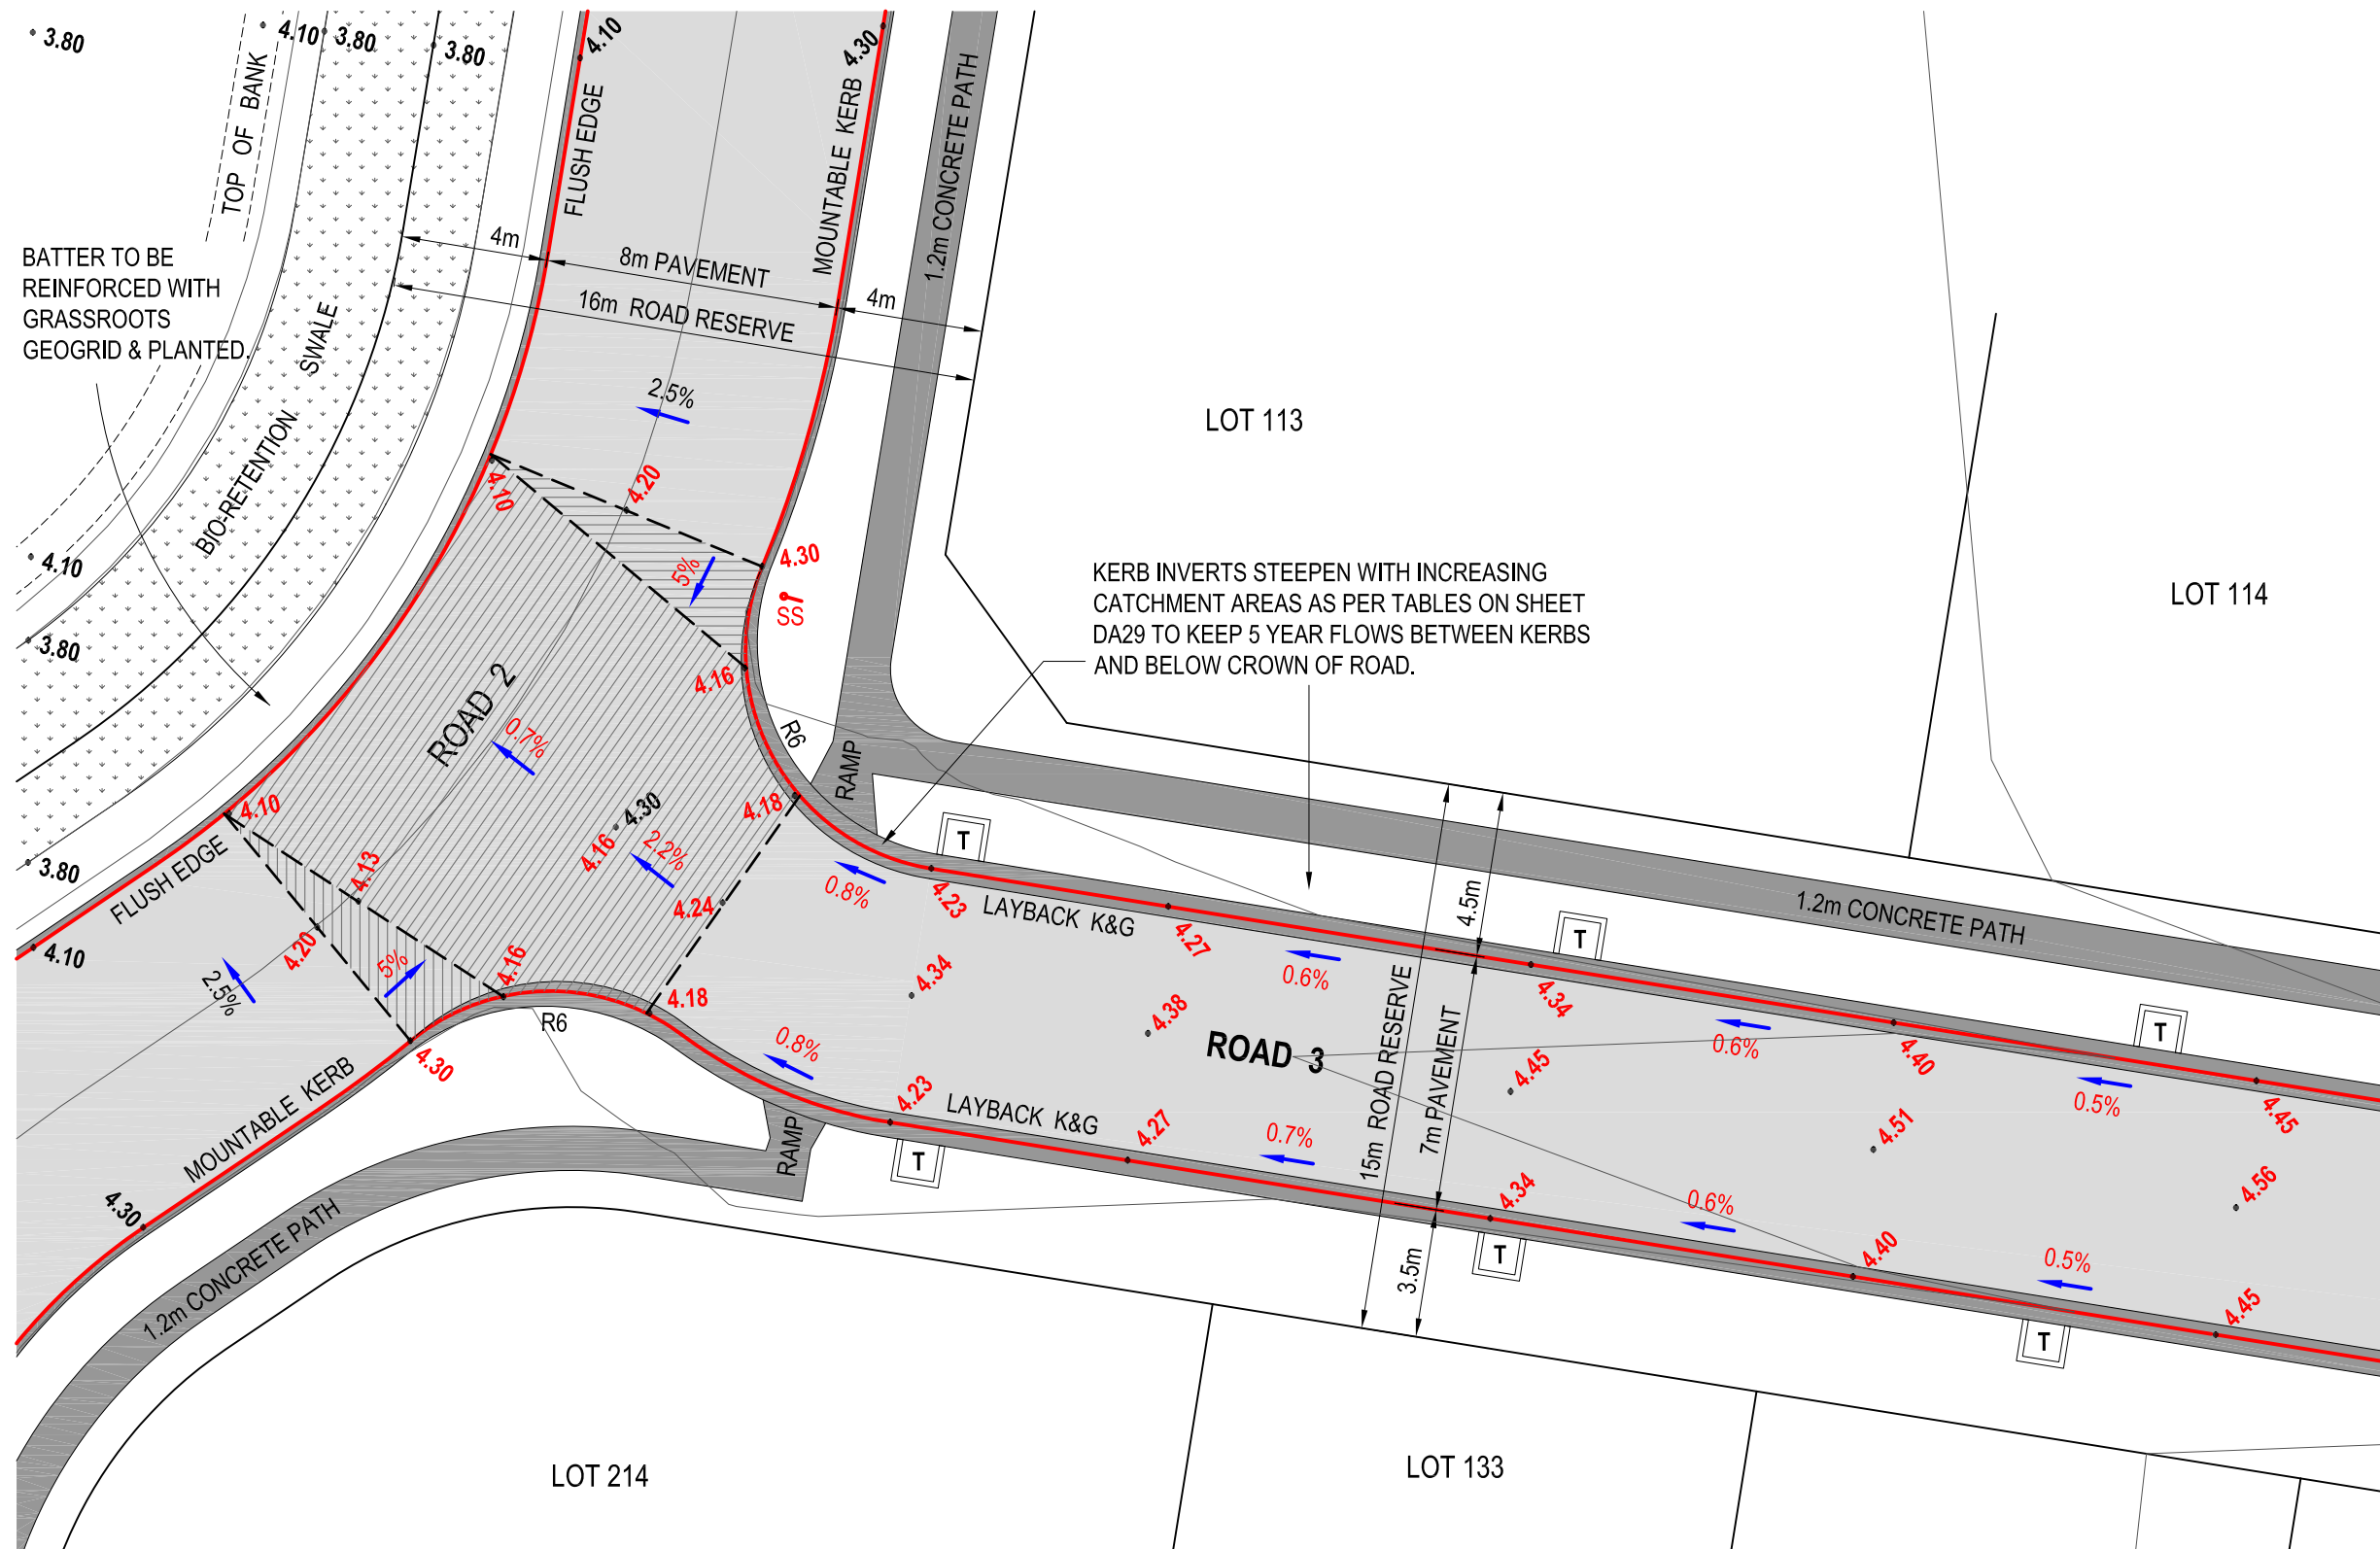 3.80
4.10
3.80
3.80
4.10
4.30
TOP OF BANK
FLUSH EDGE
MOUNTABLE KERB
1.2m CONCRETE PATH
BATTER TO BE
REINFORCED WITH
GRASSROOTS
GEOGRID & PLANTED.
4m
8m PAVEMENT
4m
16m ROAD RESERVE
BIO-RETENTION SWALE
2.5%
LOT 113
4.10
4.20
4.30
5%
SS
4.10
3.80
KERB INVERTS STEEPEN WITH INCREASING
CATCHMENT AREAS AS PER TABLES ON SHEET
DA29 TO KEEP 5 YEAR FLOWS BETWEEN KERBS
AND BELOW CROWN OF ROAD.
LOT 114
4.16
ROAD 2
0.7%
R6
RAMP
4.10
4.30
4.16
2.2%
4.18
T
0.8%
4.23
LAYBACK K&G
4.27
3.80
FLUSH EDGE
4.13
4.24
4.5m
1.2m CONCRETE PATH
T
4.10
2.5%
4.20
5%
4.16
4.18
R6
4.34
0.6%
4.34
4.38
ROAD 3
15m ROAD RESERVE
7m PAVEMENT
4.45
0.6%
4.40
T
0.5%
4.45
4.30
MOUNTABLE KERB
0.8%
4.23
LAYBACK K&G
4.27
0.7%
4.51
4.56
RAMP
T
4.30
1.2m CONCRETE PATH
4.34
0.6%
4.40
0.5%
4.45
3.5m
T
T
LOT 214
LOT 133